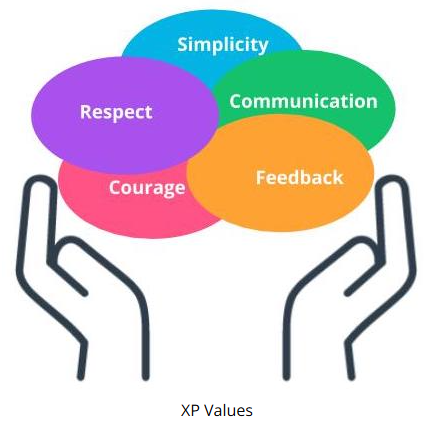 Simplicity
Respect
Communication
Courage
Feedback
XP Values